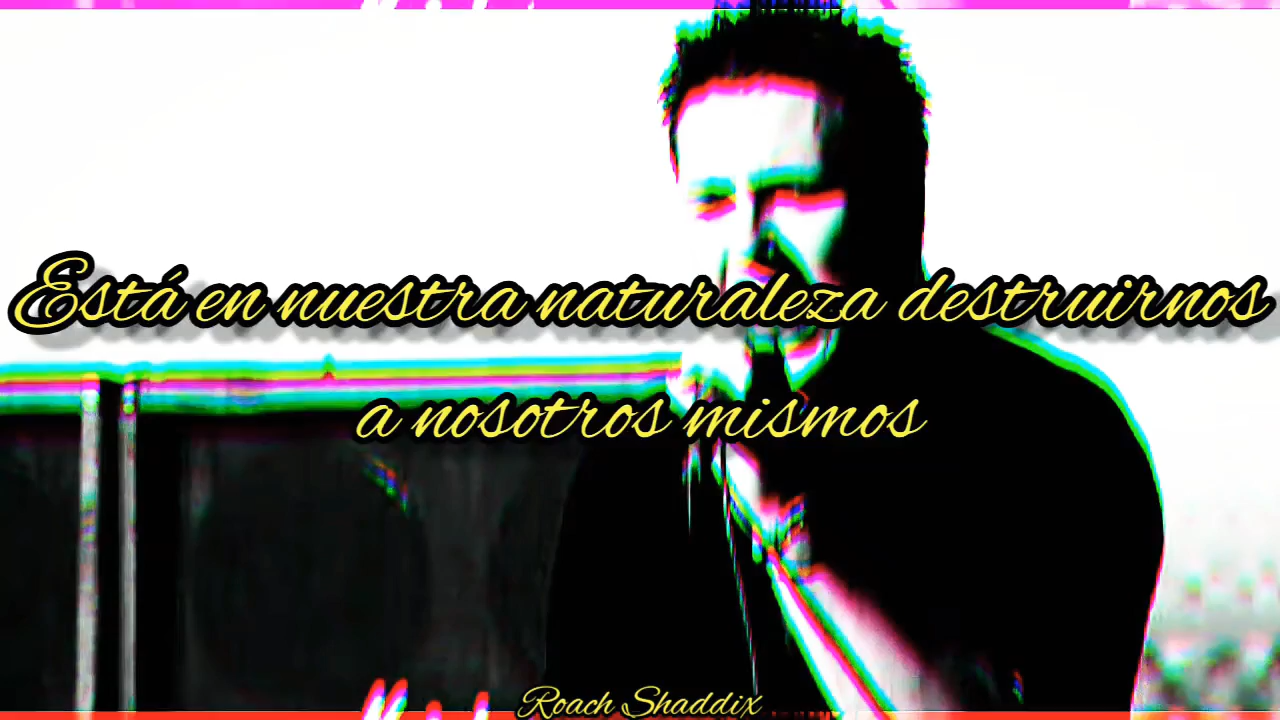 Está en nuestra naturaleza destruirnos
a nosotros mismos
Roach Shaddix